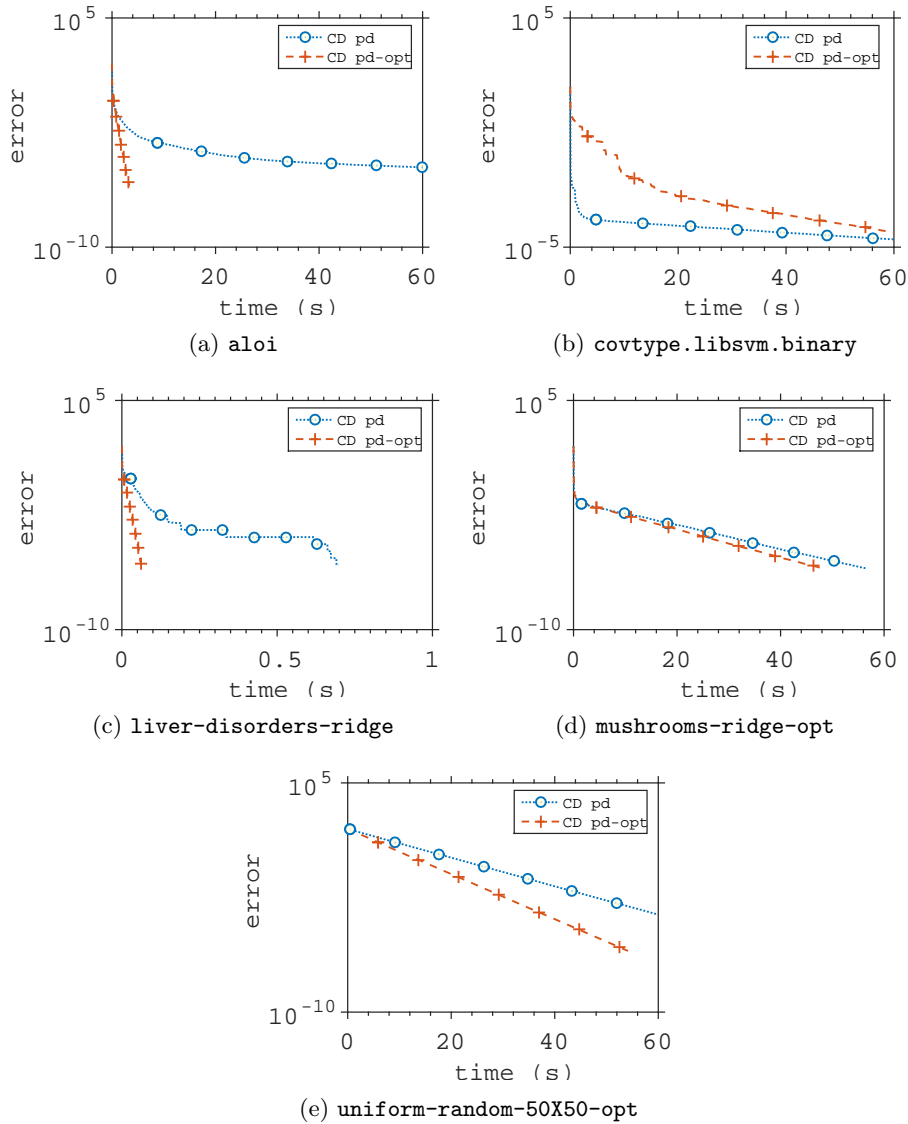 10^5
CD pd
CD pd-opt
error
10^-10
0 20 40 60
time (s)
(a) aloi
10^5
CD pd
CD pd-opt
error
10^-5
0 20 40 60
time (s)
(b) covtype.libsvm.binary
10^5
CD pd
CD pd-opt
error
10^-10
0 0.5 1
time (s)
(c) liver-disorders-ridge
10^5
CD pd
CD pd-opt
error
10^-10
0 20 40 60
time (s)
(d) mushrooms-ridge-opt
10^5
CD pd
CD pd-opt
error
10^-10
0 20 40 60
time (s)
(e) uniform-random-50X50-opt